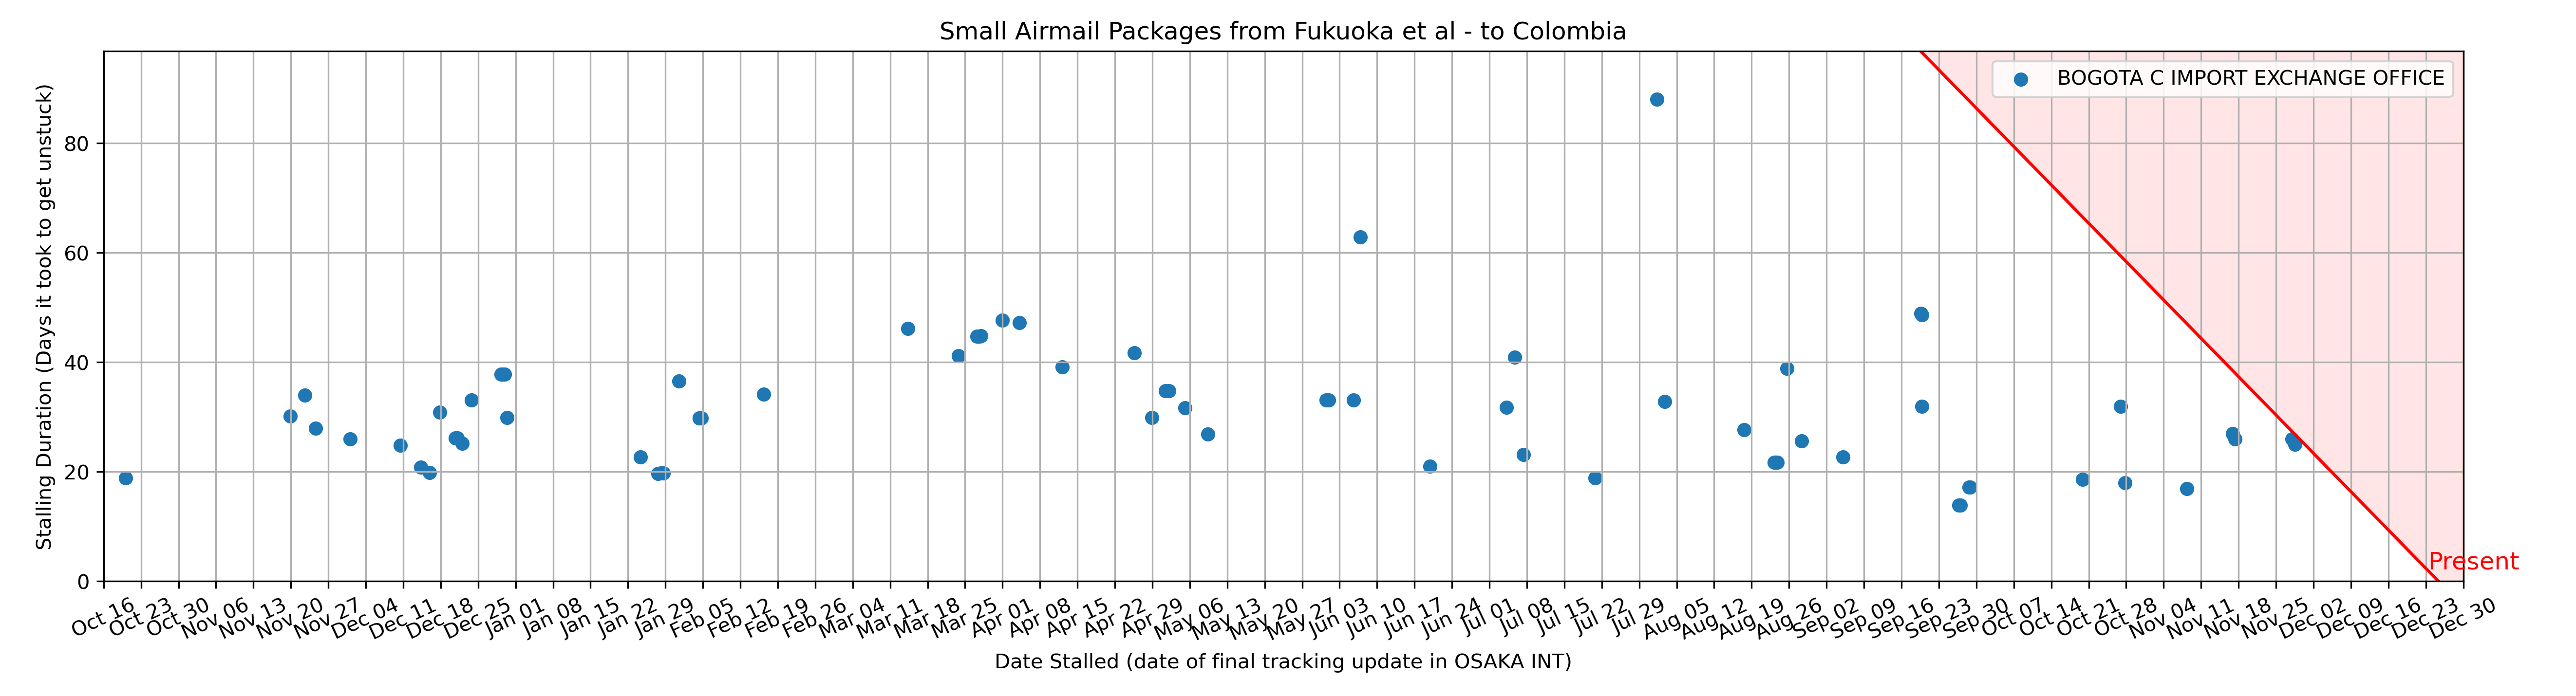 Small Airmail Packages from Fukuoka et al - to Colombia
BOGOTA C IMPORT EXCHANGE OFFICE
Stalling Duration (Days it took to get unstuck)
80
60
40
20
0
Present
Oct 16
Oct 23
Oct 30
Nov 06
Nov 13
Nov 20
Nov 27
Dec 04
Dec 11
Dec 18
Dec 25
Jan 01
Jan 08
Jan 15
Jan 22
Jan 29
Feb 05
Feb 12
Feb 19
Feb 26
Mar 04
Mar 11
Mar 18
Mar 25
Apr 01
Apr 08
Apr 15
Apr 22
Apr 29
May 06
May 13
May 20
May 27
Jun 03
Jun 10
Jun 17
Jun 24
Jul 01
Jul 08
Jul 15
Jul 22
Jul 29
Aug 05
Aug 12
Aug 19
Aug 26
Sep 02
Sep 09
Sep 16
Sep 23
Sep 30
Oct 07
Oct 14
Oct 21
Oct 28
Nov 04
Nov 11
Nov 18
Nov 25
Dec 02
Dec 09
Dec 16
Dec 23
Dec 30
Date Stalled (date of final tracking update in OSAKA INT)